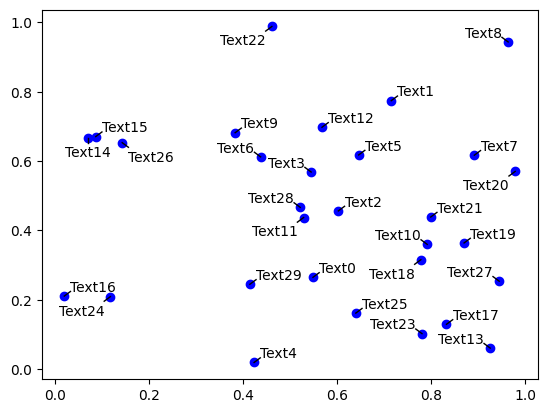 1.0
0.8
0.6
0.4
0.2
0.0
0.0
0.2
0.4
0.6
0.8
1.0
Text22
Text8
Text1
Text15
Text12
Text9
Text14
Text26
Text6
Text5
Text7
Text3
Text20
Text28
Text2
Text21
Text11
Text10
Text19
Text18
Text27
Text29
Text0
Text16
Text24
Text25
Text17
Text23
Text13
Text4